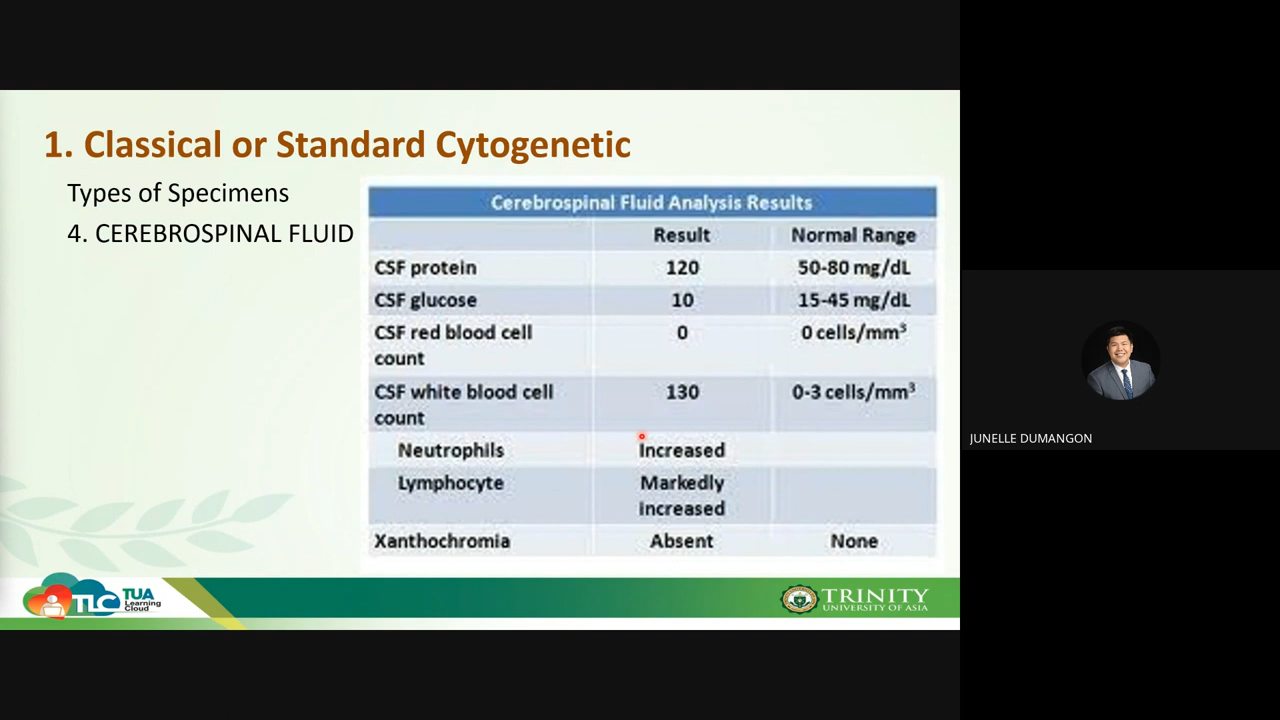 1. Classical or Standard Cytogenetic
Types of Specimens
4. CEREBROSPINAL FLUID
Cerebrospinal Fluid Analysis Results
Result Normal Range
CSF protein 120 50-80 mg/dL
CSF glucose 10 15-45 mg/dL
CSF red blood cell 0 0 cells/mm³
count
CSF white blood cell 130 0-3 cells/mm³
count
Neutrophils Increased
Lymphocyte Markedly
increased
Xanthochromia Absent None
JUNELLE DUMANGON
TLC TUA
Learning
Cloud
TRINITY
UNIVERSITY OF ASIA